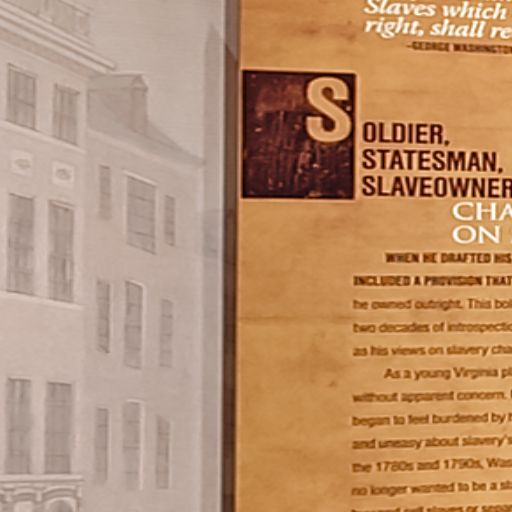 Slaves which
right, shall re
-GEORGE WASHINGTON
SOLDIER,
STATESMAN,
SLAVEOWNER
CHA
ON
WHEN HE DRAFTED HIS
INCLUDED A PROVISION THAT
he owned outright. This bol
two decades of introspectio
as his views on slavery cha
As a young Virginia pl
without apparent concern.
began to feel burdened by h
and uneasy about slavery's
the 1780s and 1790s, Was
no longer wanted to be a sl